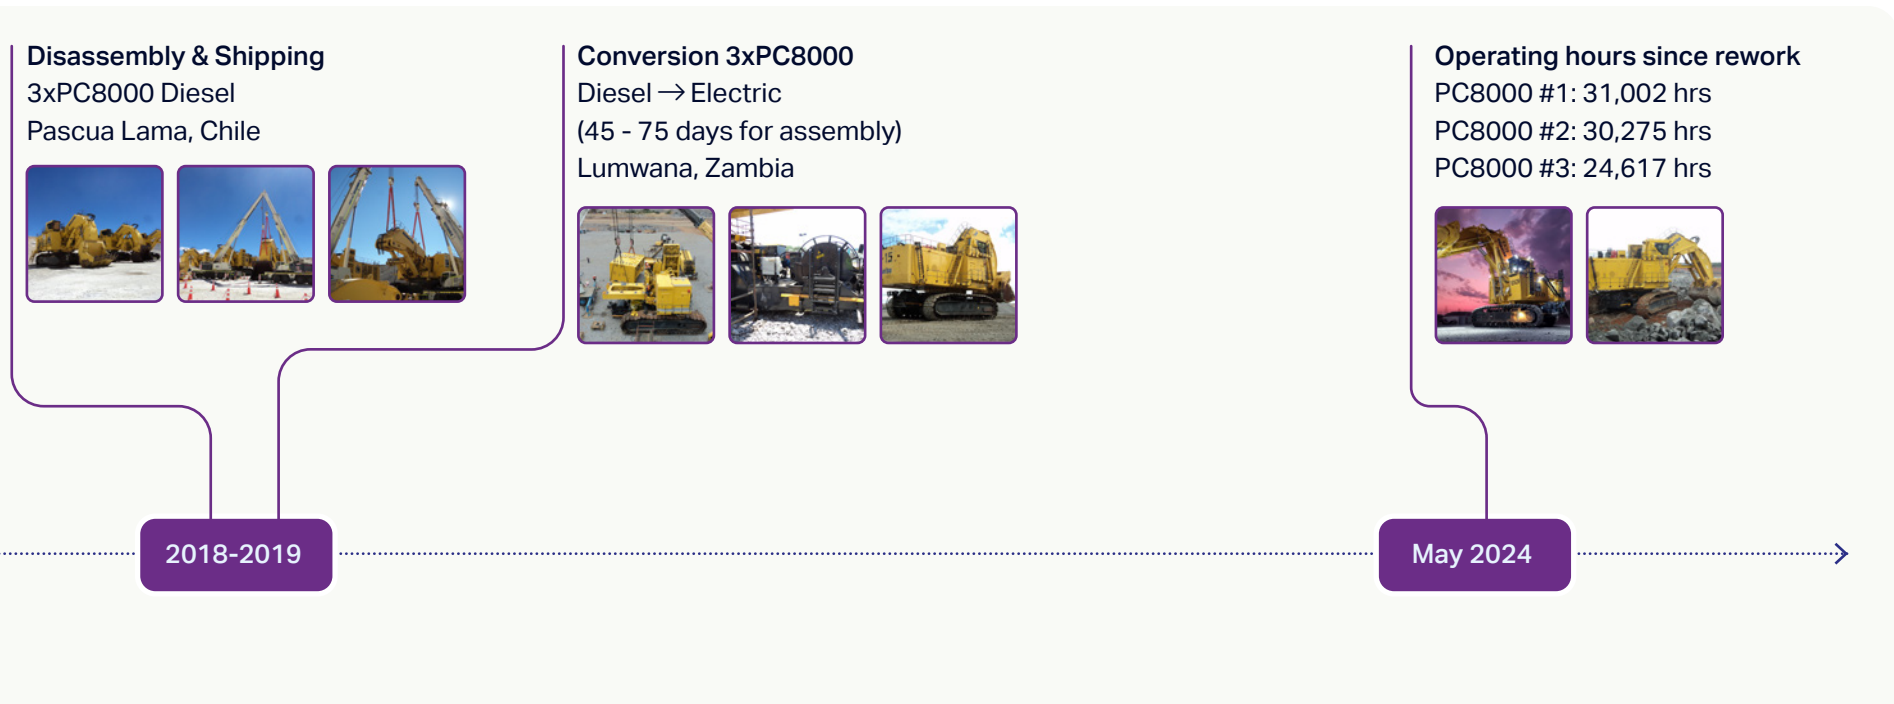 Disassembly & Shipping
3xPC8000 Diesel
Pascua Lama, Chile
Conversion 3xPC8000
Diesel → Electric
(45 - 75 days for assembly)
Lumwana, Zambia
Operating hours since rework
PC8000 #1: 31,002 hrs
PC8000 #2: 30,275 hrs
PC8000 #3: 24,617 hrs
2018-2019
May 2024